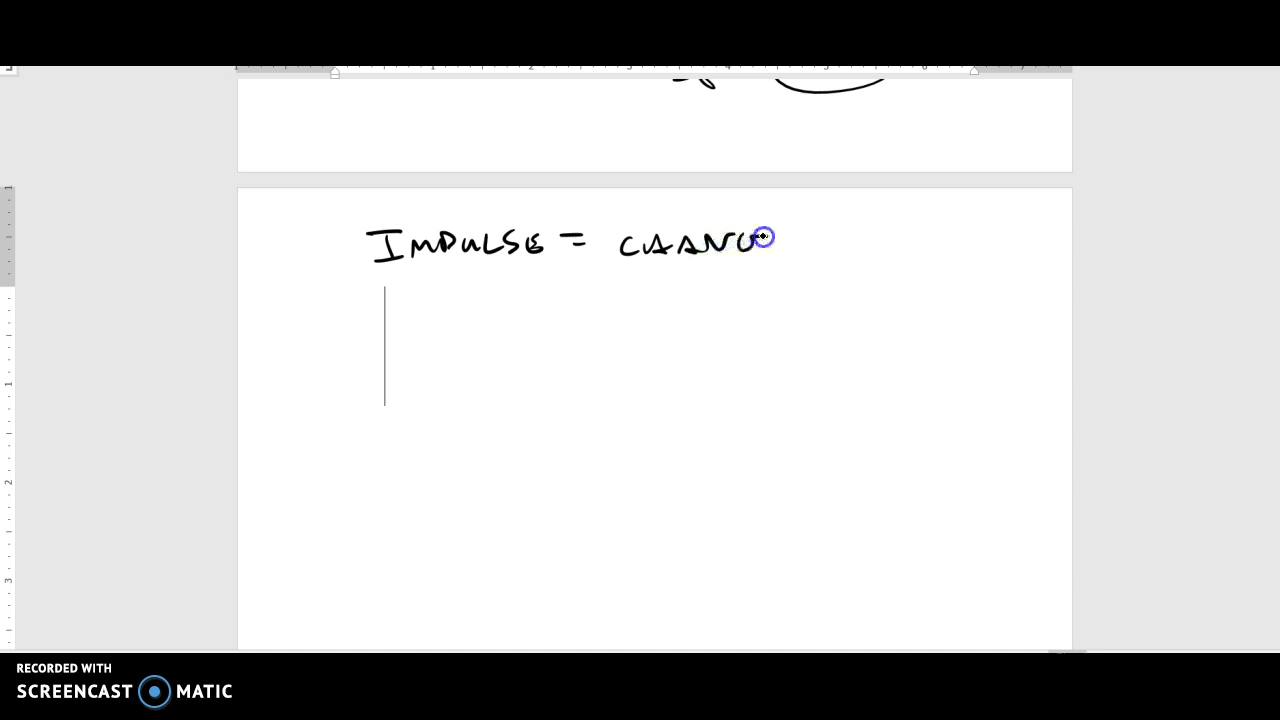 IMPULSE = CHANG
RECORDED WITH
SCREENCAST MATIC